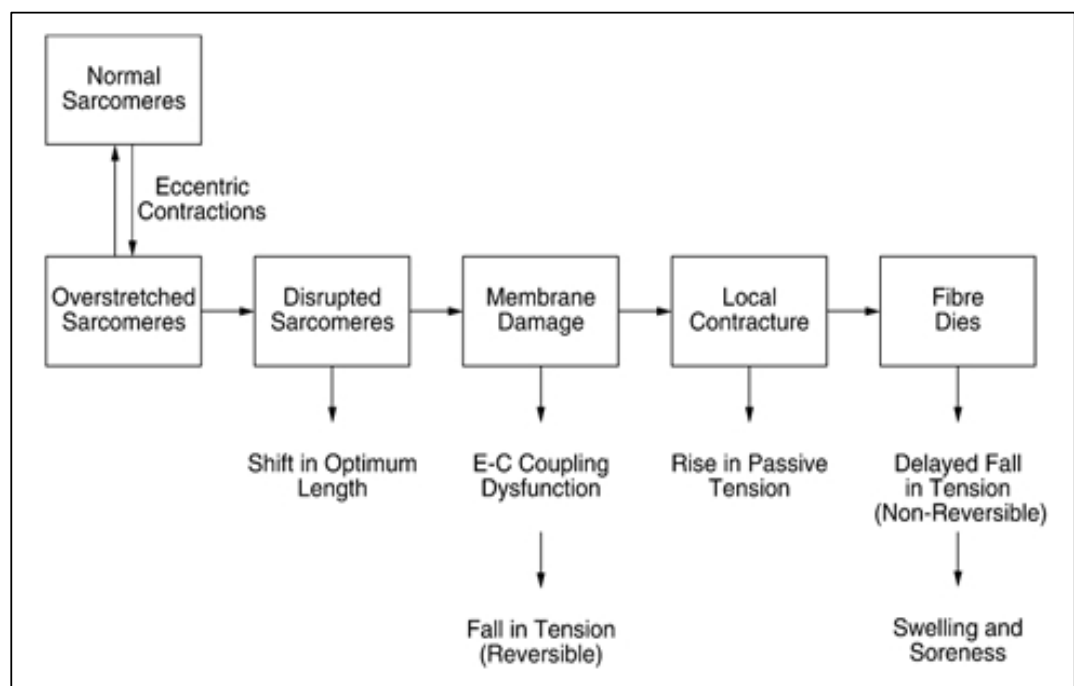 Normal
Sarcomeres
Eccentric
Contractions
Overstretched
Sarcomeres
Disrupted
Sarcomeres
Membrane
Damage
Local
Contracture
Fibre
Dies
Shift in Optimum
Length
E-C Coupling
Dysfunction
Rise in Passive
Tension
Delayed Fall
in Tension
(Non-Reversible)
Fall in Tension
(Reversible)
Swelling and
Soreness